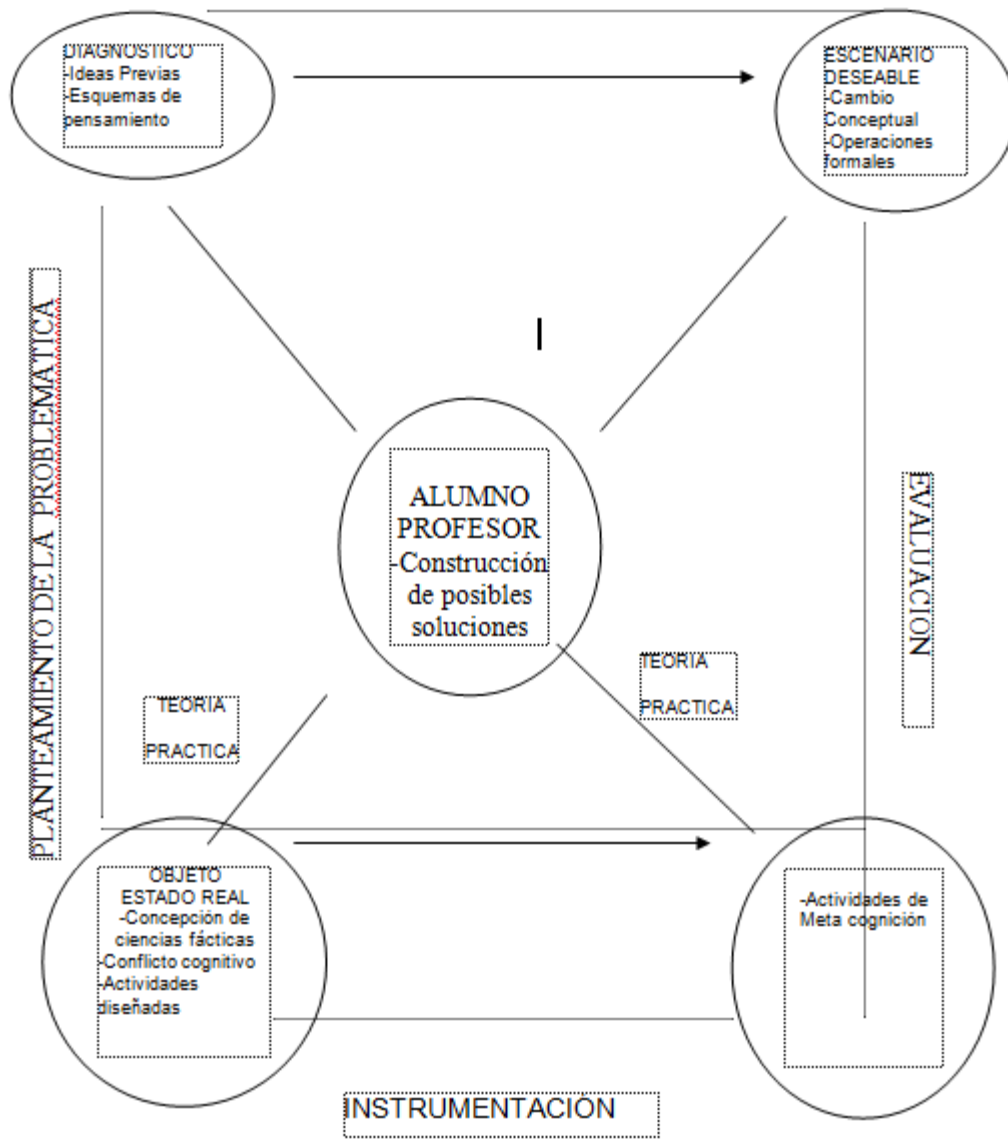 DIAGNOSTICO
-Ideas Previas
-Esquemas de
pensamiento
ESCENARIO
DESEABLE
-Cambio
Conceptual
-Operaciones
formales
PLANTEAMIENTO DE LA PROBLEMATICA
ALUMNO
PROFESOR
-Construcción
de posibles
soluciones
EVALUACION
TEORIA
PRACTICA
TEORIA
PRACTICA
OBJETO
ESTADO REAL
-Concepción de
ciencias fácticas
-Conflicto cognitivo
-Actividades
diseñadas
-Actividades de
Meta cognición
INSTRUMENTACIÓN